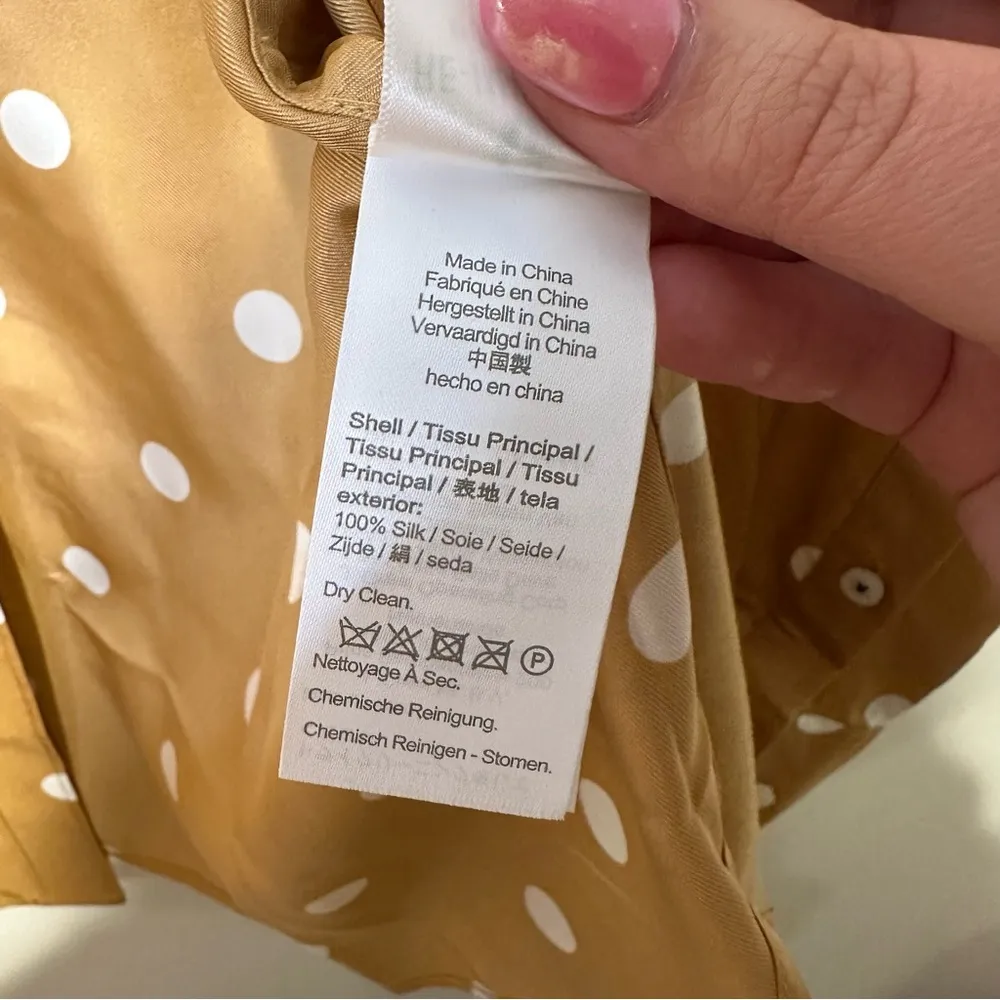 Made in China
Fabriqué en Chine
Hergestellt in China
Vervaardigd in China
中国製
hecho en china
Shell / Tissu Principal /
Tissu Principal / Tissu
Principal / 表地 / tela
exterior:
100% Silk / Soie / Seide /
Zijde / 絹 / seda
Dry Clean.
P
Nettoyage À Sec.
Chemische Reinigung.
Chemisch Reinigen - Stomen.